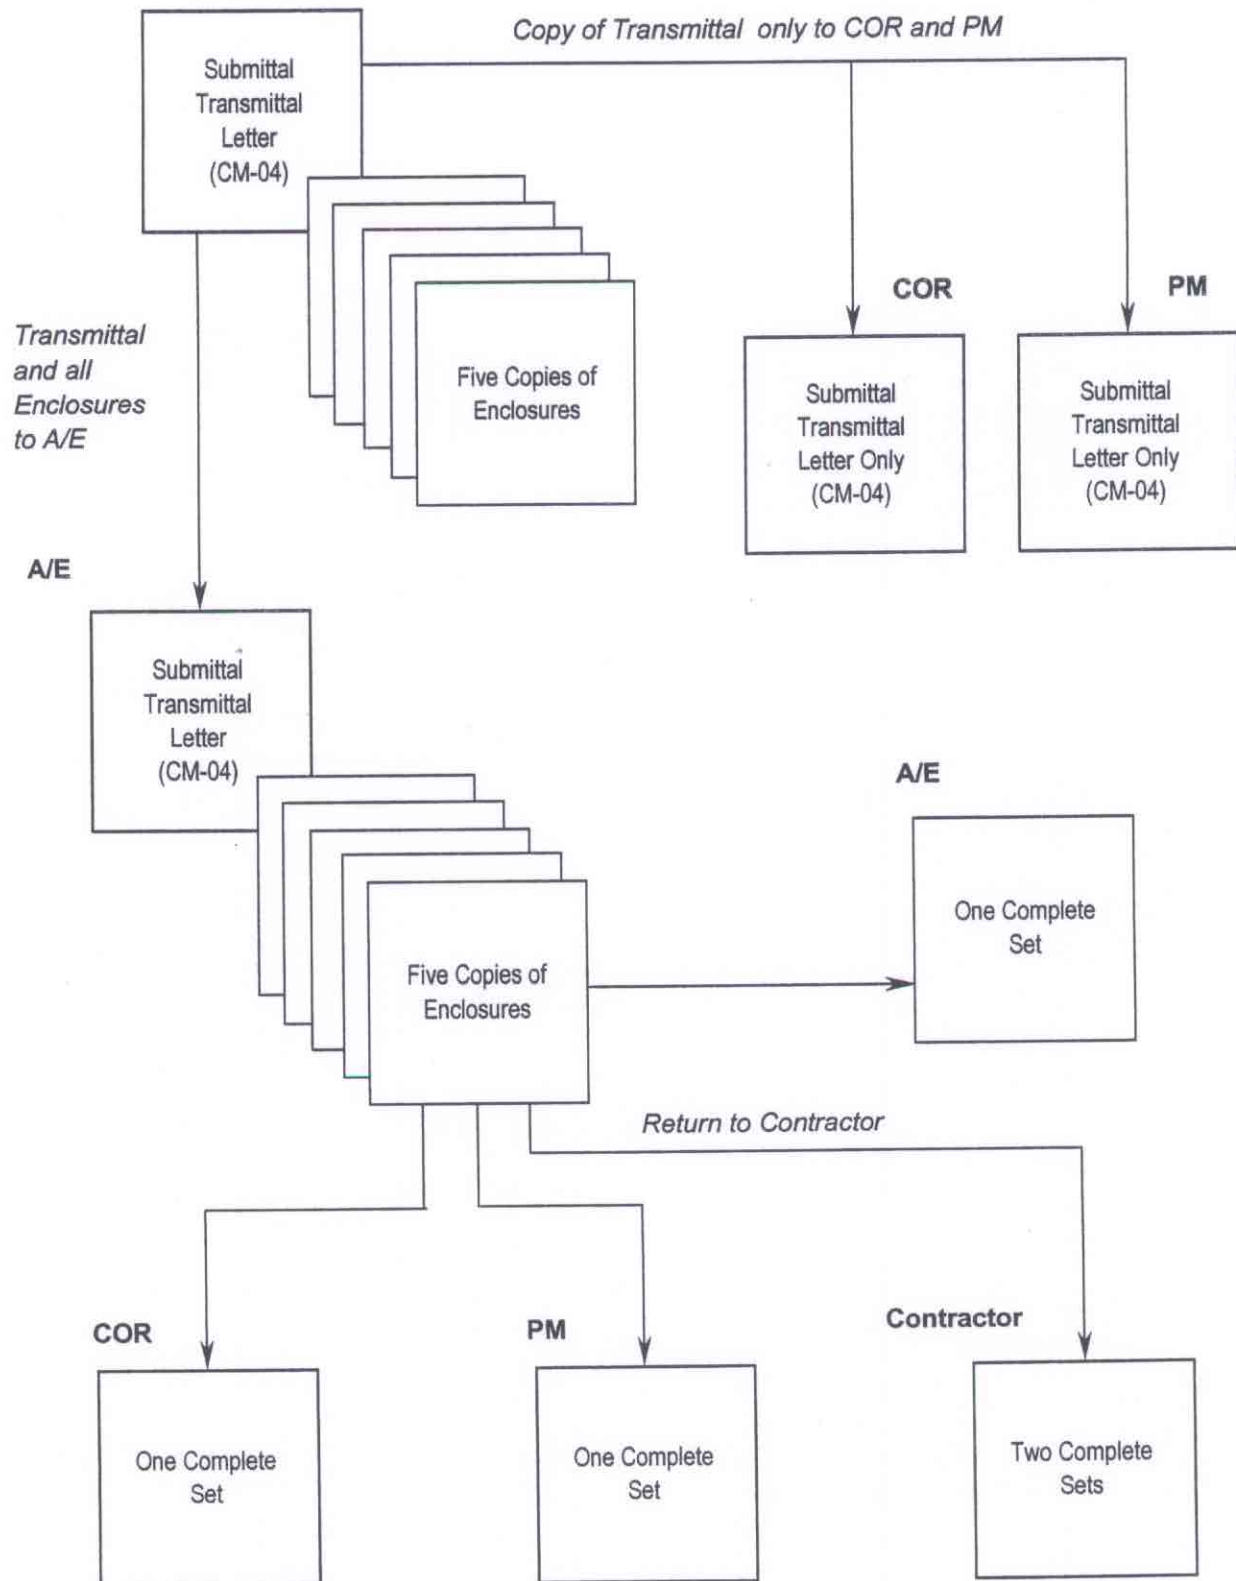 Copy of Transmittal only to COR and PM
Submittal
Transmittal
Letter
(CM-04)
Five Copies of
Enclosures
Transmittal
and all
Enclosures
to A/E
COR
Submittal
Transmittal
Letter Only
(CM-04)
PM
Submittal
Transmittal
Letter Only
(CM-04)
A/E
Submittal
Transmittal
Letter
(CM-04)
Five Copies of
Enclosures
A/E
One Complete
Set
Return to Contractor
COR
One Complete
Set
PM
One Complete
Set
Contractor
Two Complete
Sets